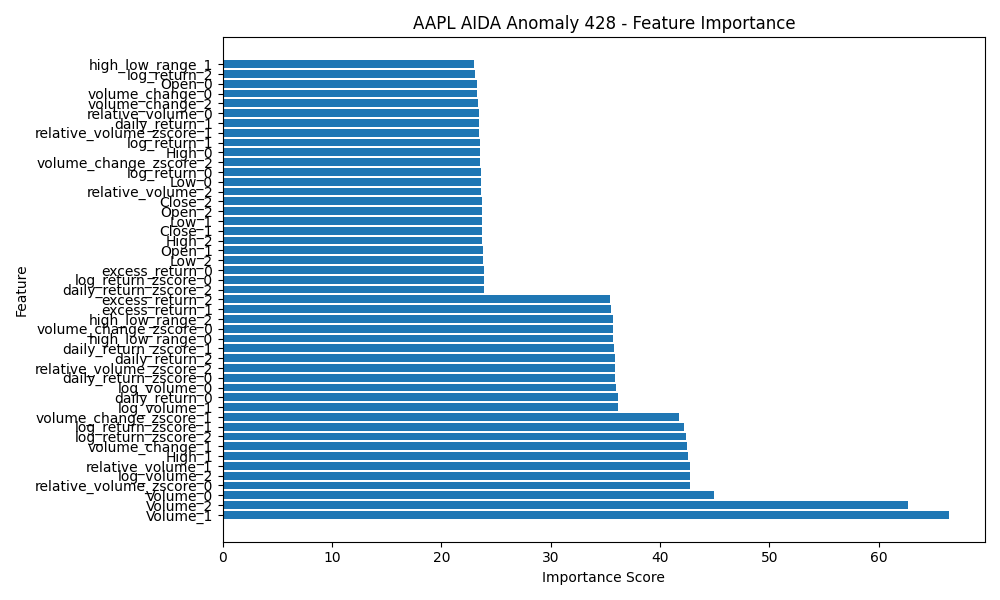 AAPL AIDA Anomaly 428 - Feature Importance
high_low_range_1
log_return_2
Open_0
volume_change_0
volume_change_2
relative_volume_0
daily_return_1
relative_volume_zscore_1
log_return_1
High_0
volume_change_zscore_2
log_return_0
Low_0
relative_volume_2
Close_2
Open_2
Low_1
Close_1
High_2
Open_1
Low_2
excess_return_0
log_return_zscore_0
daily_return_zscore_2
excess_return_2
excess_return_1
high_low_range_2
volume_change_zscore_0
high_low_range_0
daily_return_zscore_1
daily_return_2
relative_volume_zscore_2
daily_return_zscore_0
log_volume_0
daily_return_0
log_volume_1
volume_change_zscore_1
log_return_zscore_1
log_return_zscore_2
volume_change_1
High_1
relative_volume_1
log_volume_2
relative_volume_zscore_0
Volume_0
Volume_2
Volume_1
Feature
0 10 20 30 40 50 60
Importance Score